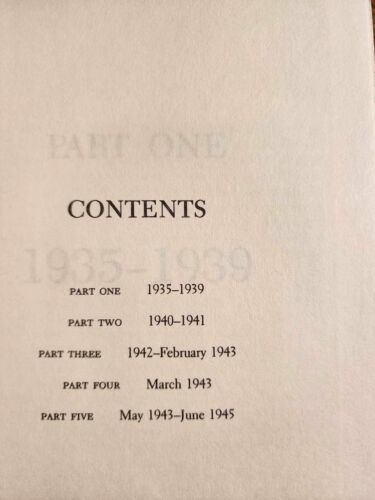 PART ONE
CONTENTS
1935–1939
PART ONE 1935–1939
PART TWO 1940–1941
PART THREE 1942–February 1943
PART FOUR March 1943
PART FIVE May 1943–June 1945